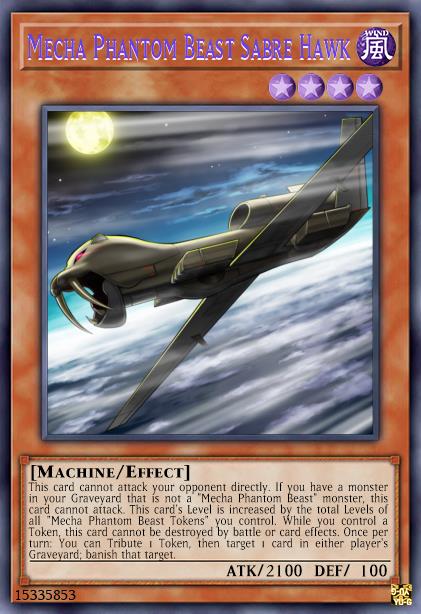 Mecha Phantom Beast Sabre Hawk
WIND
風
[Machine/Effect]
This card cannot attack your opponent directly. If you have a monster
in your Graveyard that is not a "Mecha Phantom Beast" monster, this
card cannot attack. This card's Level is increased by the total Levels of
all "Mecha Phantom Beast Tokens" you control. While you control a
Token, this card cannot be destroyed by battle or card effects. Once per
turn: You can Tribute 1 Token, then target 1 card in either player's
Graveyard; banish that target.
ATK/2100 DEF/ 100
15335853